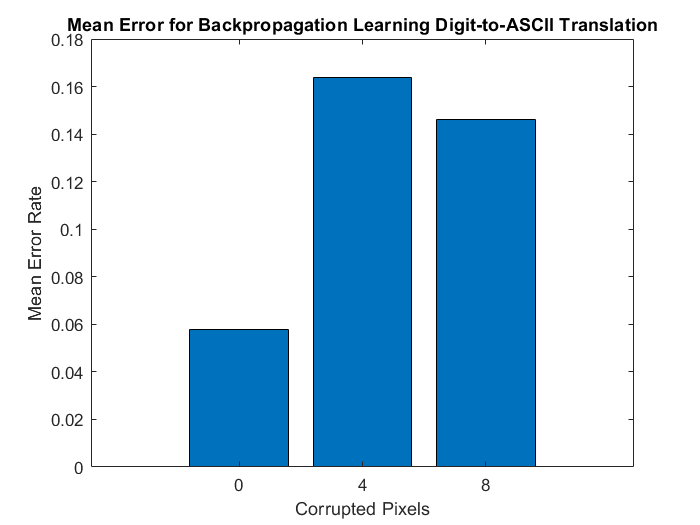 Mean Error for Backpropagation Learning Digit-to-ASCII Translation
0.18
0.16
0.14
0.12
0.1
0.08
0.06
0.04
0.02
0
Mean Error Rate
0 4 8
Corrupted Pixels